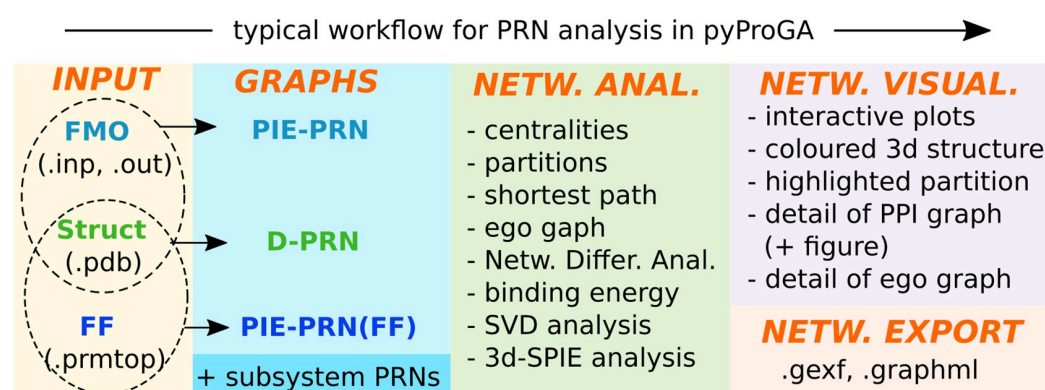 typical workflow for PRN analysis in pyProGA
INPUT
FMO
(.inp, .out)
Struct
(.pdb)
FF
(.prmtop)
GRAPHS
PIE-PRN
D-PRN
PIE-PRN(FF)
+ subsystem PRNs
NETW. ANAL.
- centralities
- partitions
- shortest path
- ego gaph
- Netw. Differ. Anal.
- binding energy
- SVD analysis
- 3d-SPIE analysis
NETW. VISUAL.
- interactive plots
- coloured 3d structure
- highlighted partition
- detail of PPI graph
(+ figure)
- detail of ego graph
NETW. EXPORT
.gexf, .graphml